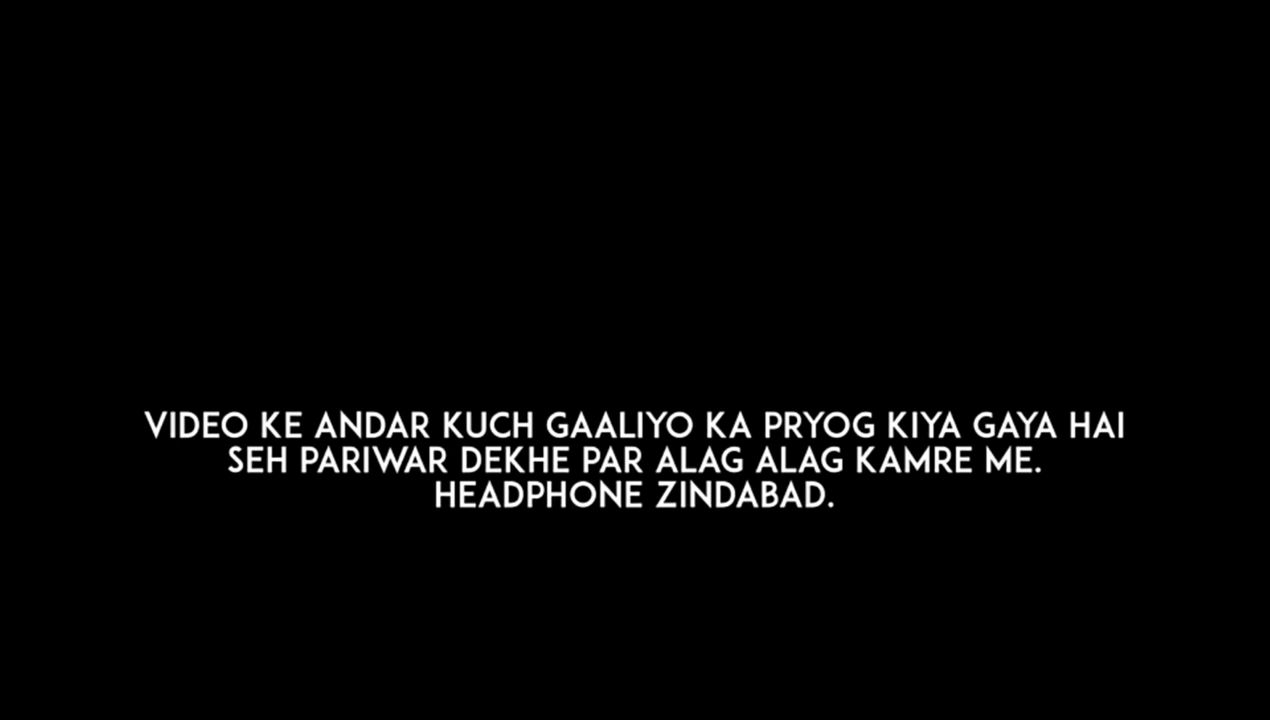 VIDEO KE ANDAR KUCH GAALIYO KA PRYOG KIYA GAYA HAI
SEH PARIWAR DEKHE PAR ALAG ALAG KAMRE ME.
HEADPHONE ZINDABAD.